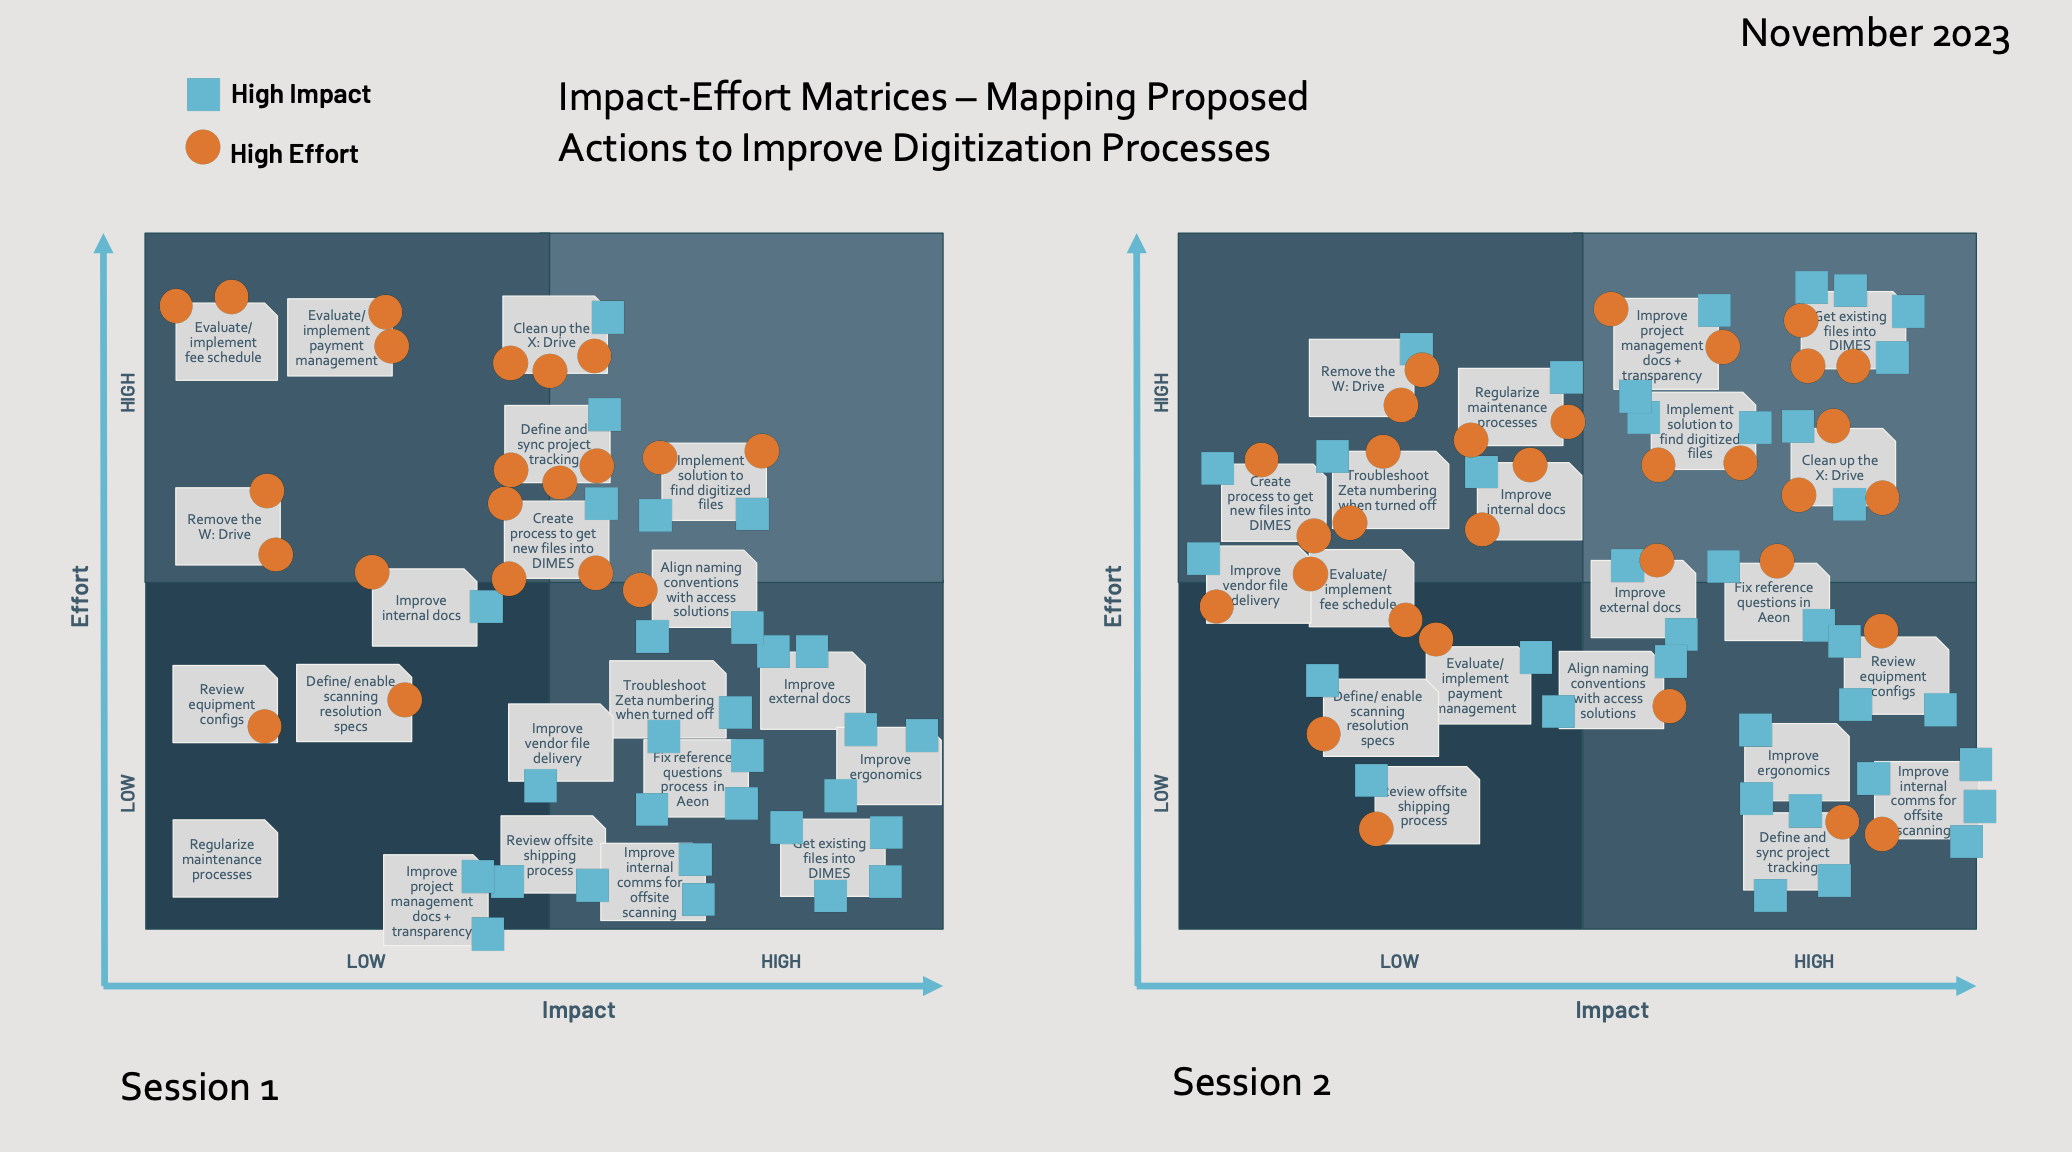 November 2023
High Impact
High Effort
Impact-Effort Matrices – Mapping Proposed
Actions to Improve Digitization Processes
Effort
HIGH
LOW
Evaluate/
implement
fee schedule
Evaluate/
implement
payment
management
Clean up the
X: Drive
Define and
sync project
tracking
Implement
solution to
find digitized
files
Remove the
W: Drive
Create
process to get
new files into
DIMES
Improve
internal docs
Align naming
conventions
with access
solutions
Review
equipment
configs
Define/ enable
scanning
resolution
specs
Troubleshoot
Zeta numbering
when turned off
Improve
external docs
Improve
vendor file
delivery
Fix reference
questions
process in
Aeon
Improve
ergonomics
Regularize
maintenance
processes
Improve
project
management
docs +
transparency
Review offsite
shipping
process
Improve
internal
comms for
offsite
scanning
Get existing
files into
DIMES
LOW
HIGH
Impact
Session 1
Effort
HIGH
LOW
Improve
project
management
docs +
transparency
Get existing
files into
DIMES
Remove the
W: Drive
Regularize
maintenance
processes
Implement
solution to
find digitized
files
Clean up the
X: Drive
Create
process to get
new files into
DIMES
Troubleshoot
Zeta numbering
when turned off
Improve
internal docs
Improve
vendor file
delivery
Evaluate/
implement
fee schedule
Improve
external docs
Fix reference
questions in
Aeon
Evaluate/
implement
payment
management
Align naming
conventions
with access
solutions
Review
equipment
configs
Define/ enable
scanning
resolution
specs
Review offsite
shipping
process
Improve
ergonomics
Improve
internal
comms for
offsite
scanning
Define and
sync project
tracking
LOW
HIGH
Impact
Session 2